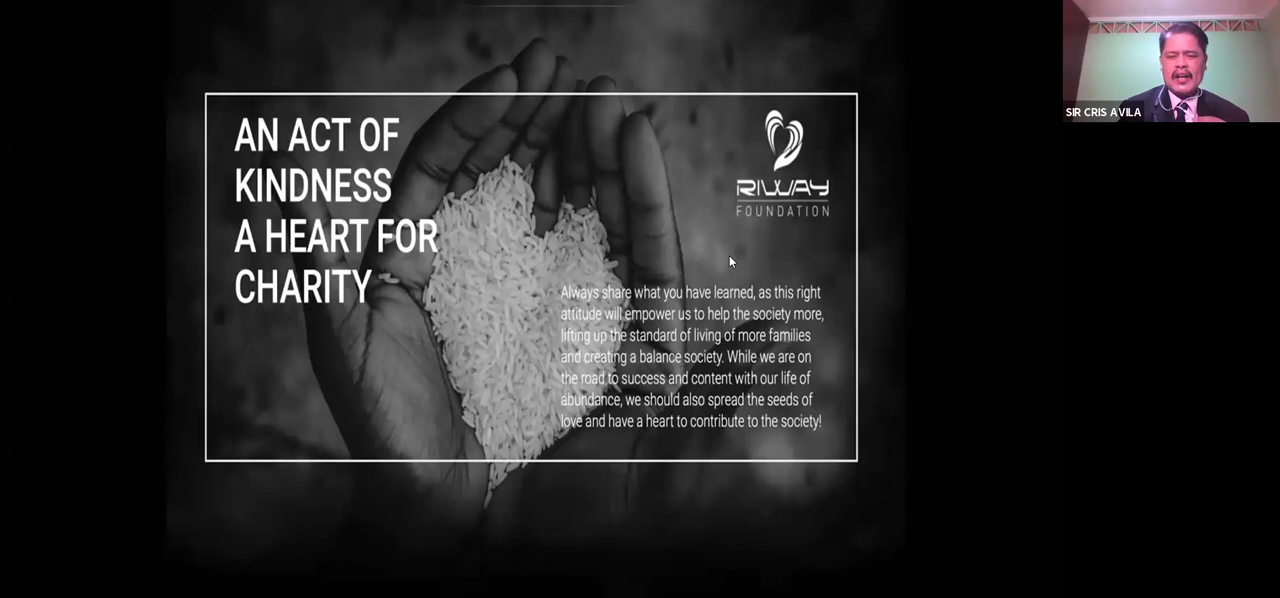 AN ACT OF
KINDNESS
A HEART FOR
CHARITY
RIWAY
FOUNDATION
Always share what you have learned, as this right
attitude will empower us to help the society more,
lifting up the standard of living of more families
and creating a balance society. While we are on
the road to success and content with our life of
abundance, we should also spread the seeds of
love and have a heart to contribute to the society!
SIR CRIS AVILA